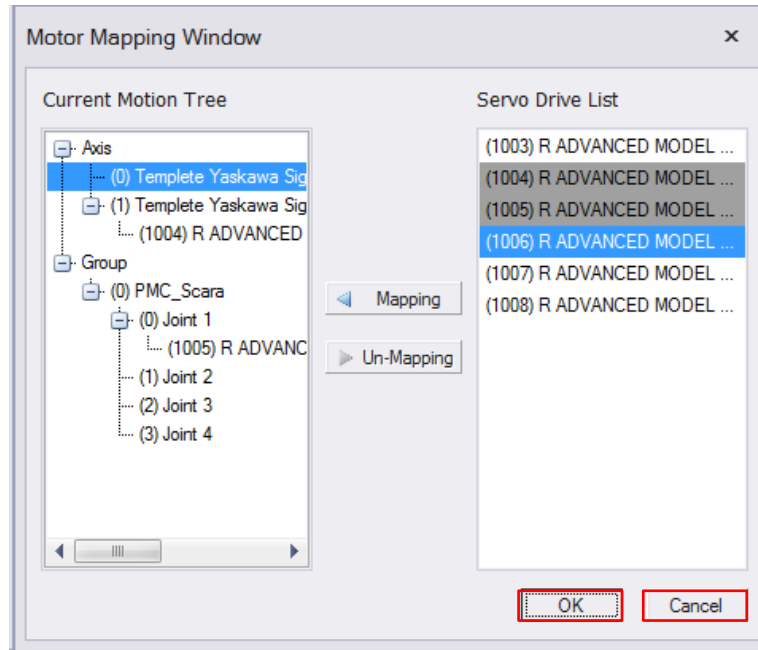 Motor Mapping Window
Current Motion Tree
Axis
(0) Templete Yaskawa Sig
(1) Templete Yaskawa Sig
(1004) R ADVANCED
Group
(0) PMC_Scara
(0) Joint 1
(1005) R ADVANC
(1) Joint 2
(2) Joint 3
(3) Joint 4
Mapping
Un-Mapping
Servo Drive List
(1003) R ADVANCED MODEL ...
(1004) R ADVANCED MODEL ...
(1005) R ADVANCED MODEL ...
(1006) R ADVANCED MODEL ...
(1007) R ADVANCED MODEL ...
(1008) R ADVANCED MODEL ...
OK
Cancel